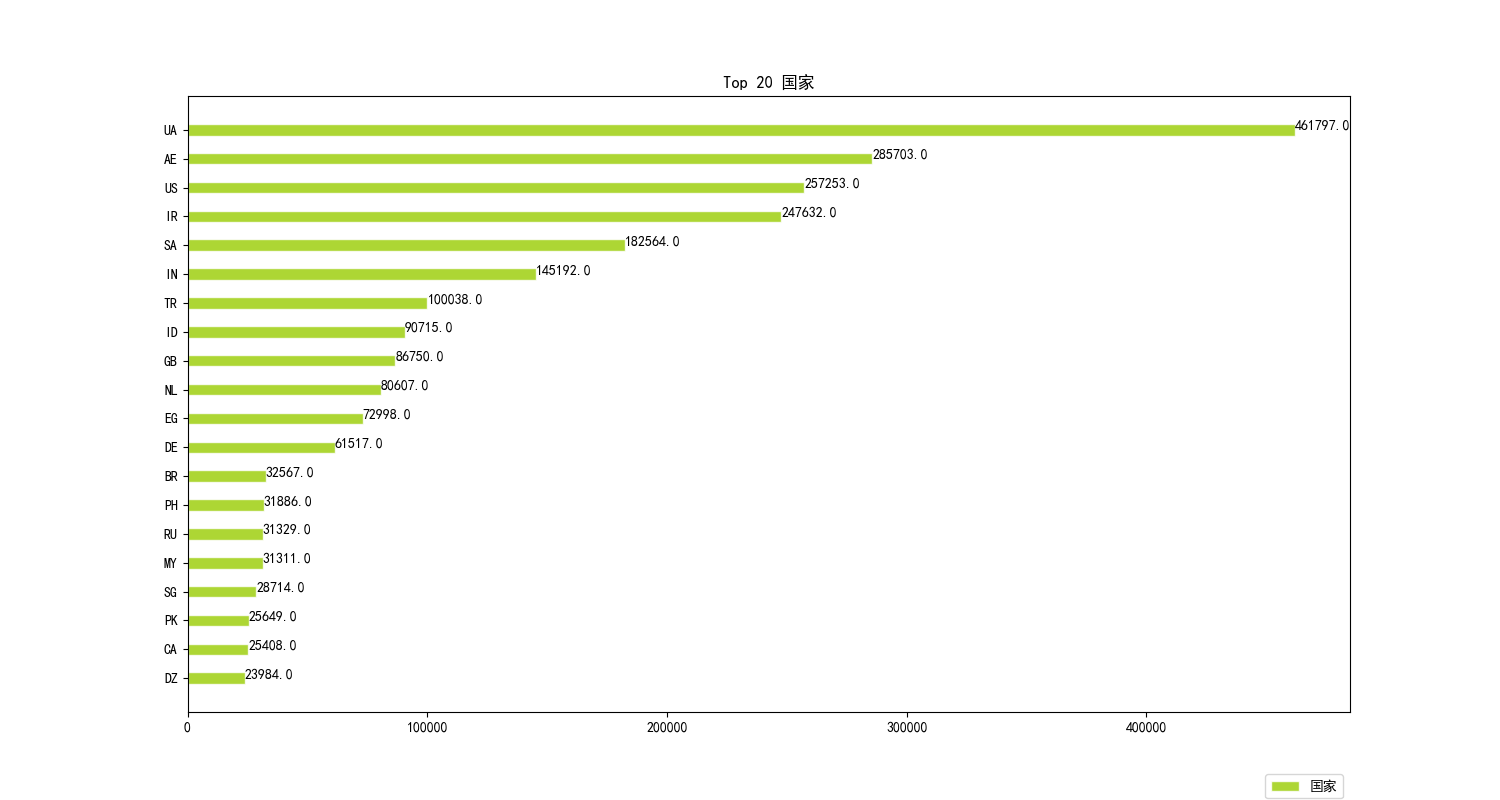 Top 20 国家
UA 461797.0
AE 285703.0
US 257253.0
IR 247632.0
SA 182564.0
IN 145192.0
TR 100038.0
ID 90715.0
GB 86750.0
NL 80607.0
EG 72998.0
DE 61517.0
BR 32567.0
PH 31886.0
RU 31329.0
MY 31311.0
SG 28714.0
PK 25649.0
CA 25408.0
DZ 23984.0
0 100000 200000 300000 400000
国家